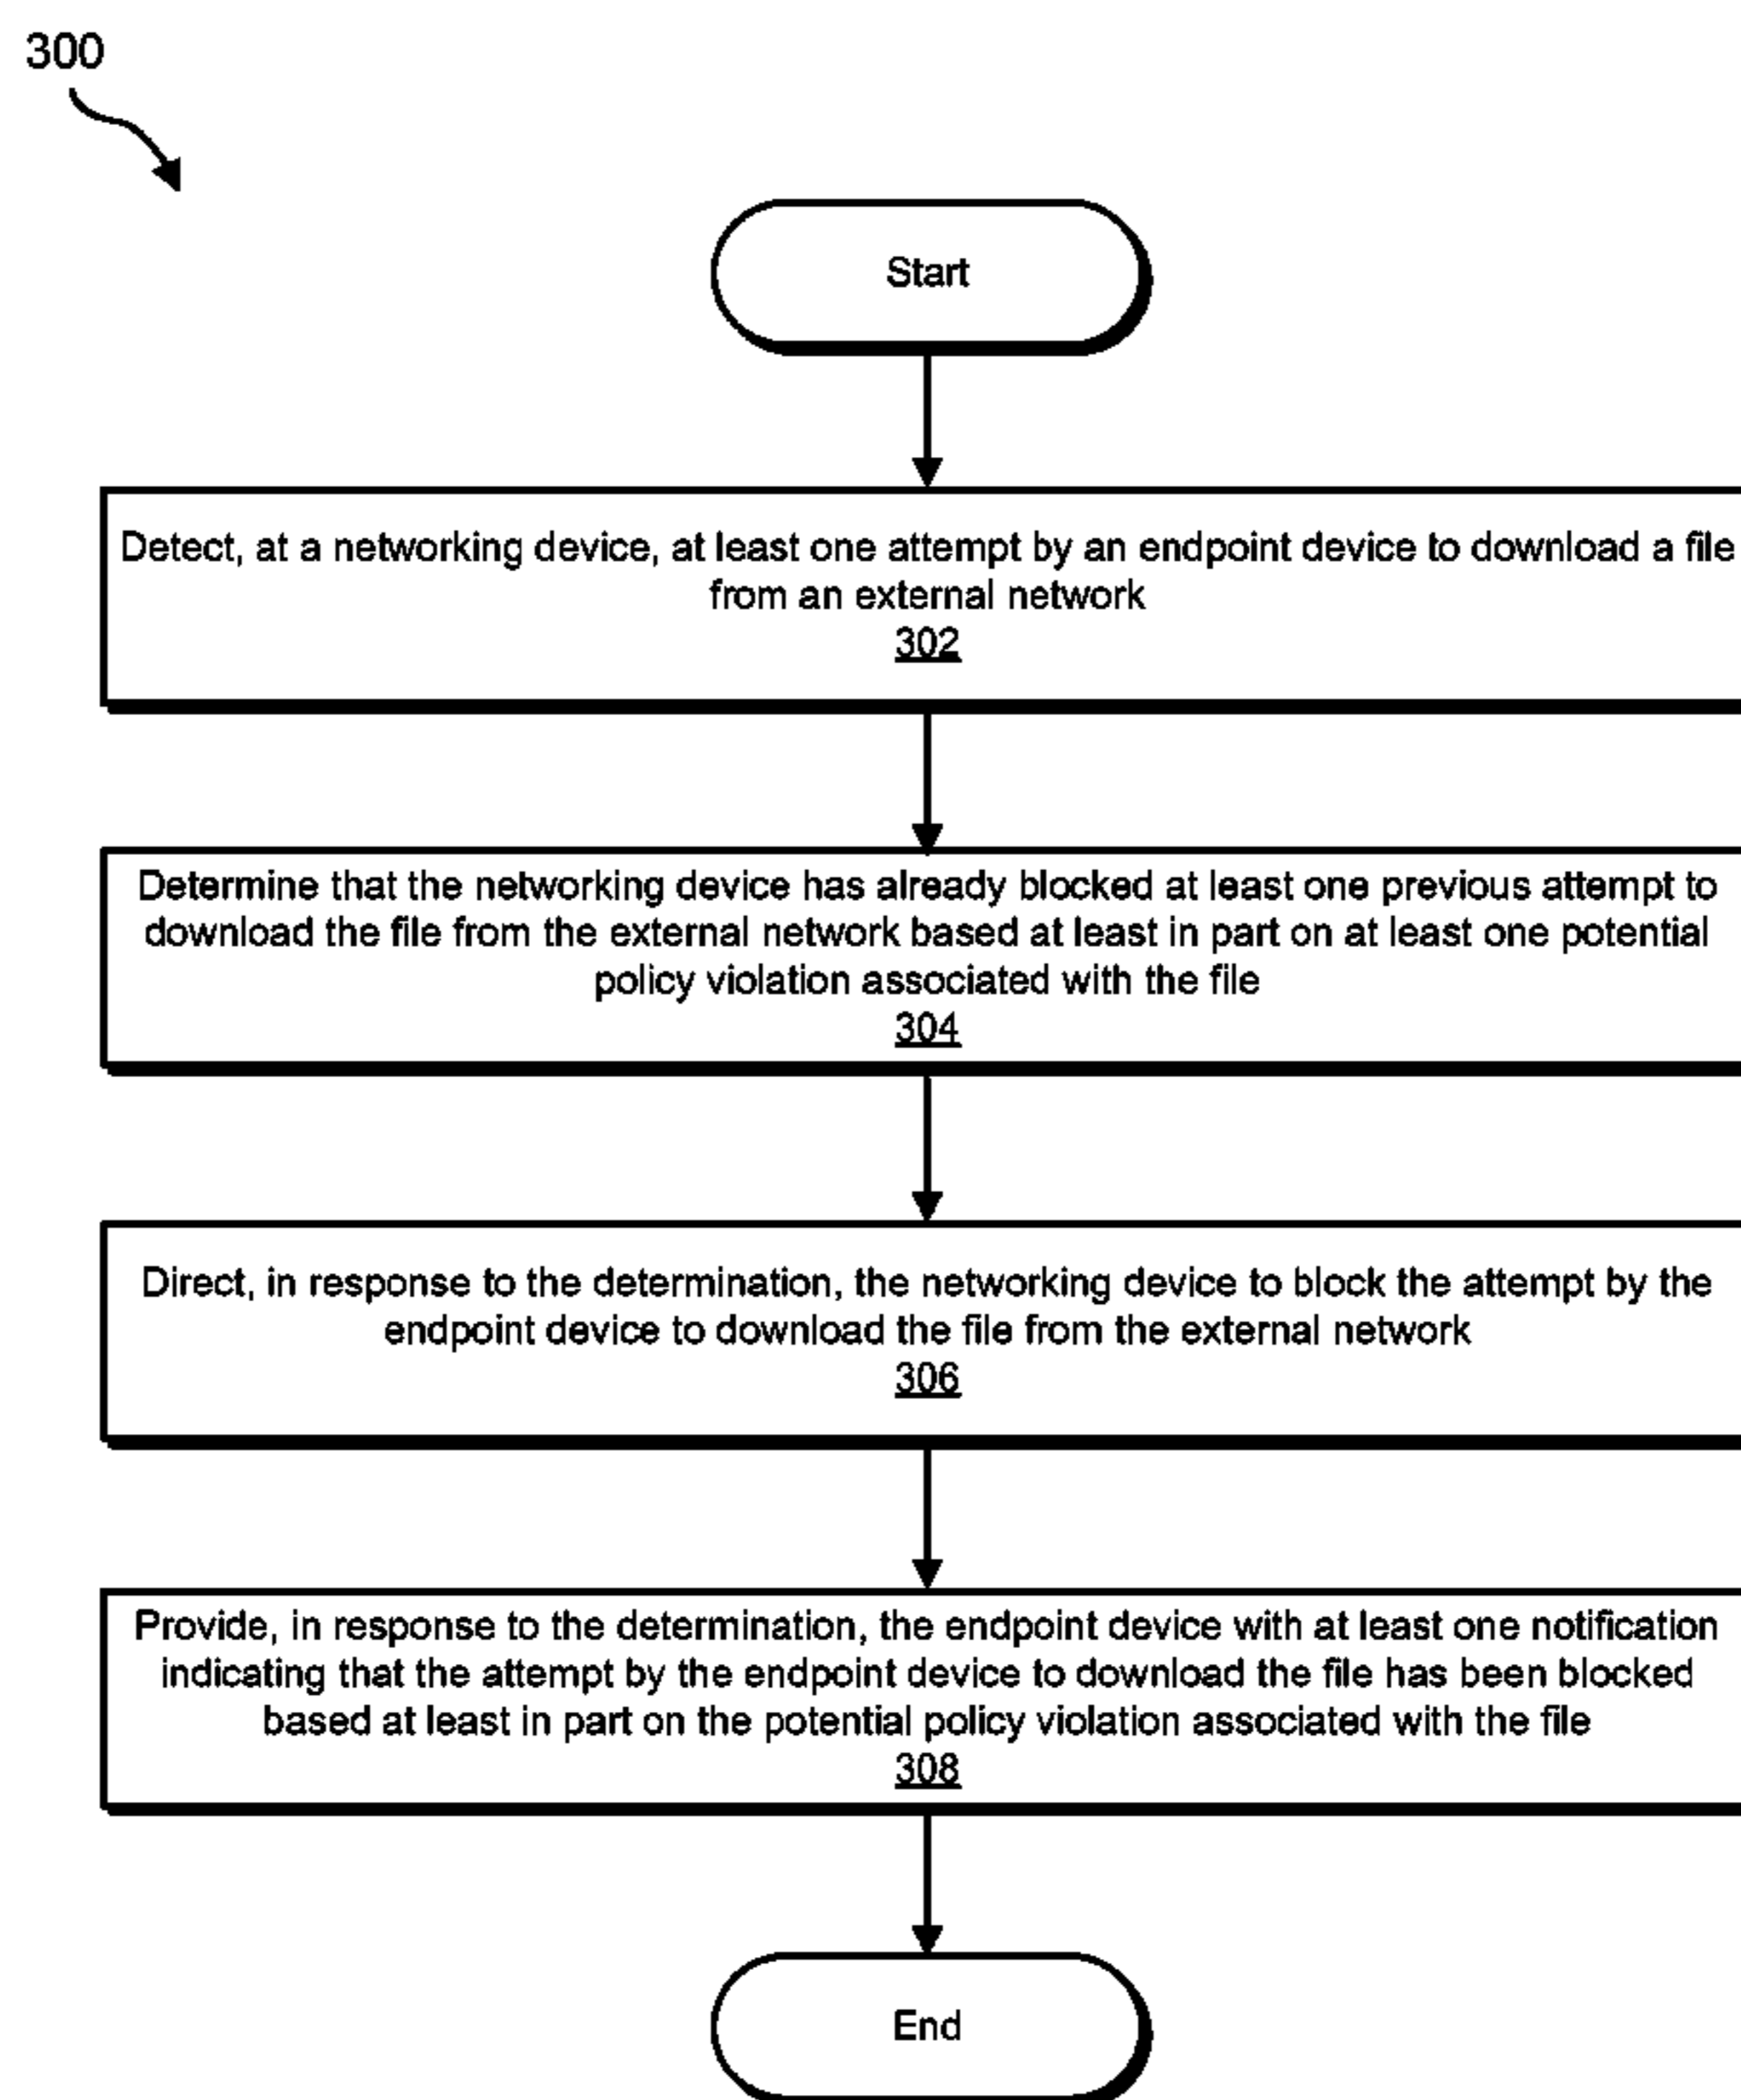 300
Start
Detect, at a networking device, at least one attempt by an endpoint device to download a file
from an external network
302
Determine that the networking device has already blocked at least one previous attempt to
download the file from the external network based at least in part on at least one potential
policy violation associated with the file
304
Direct, in response to the determination, the networking device to block the attempt by the
endpoint device to download the file from the external network
306
Provide, in response to the determination, the endpoint device with at least one notification
indicating that the attempt by the endpoint device to download the file has been blocked
based at least in part on the potential policy violation associated with the file
308
End